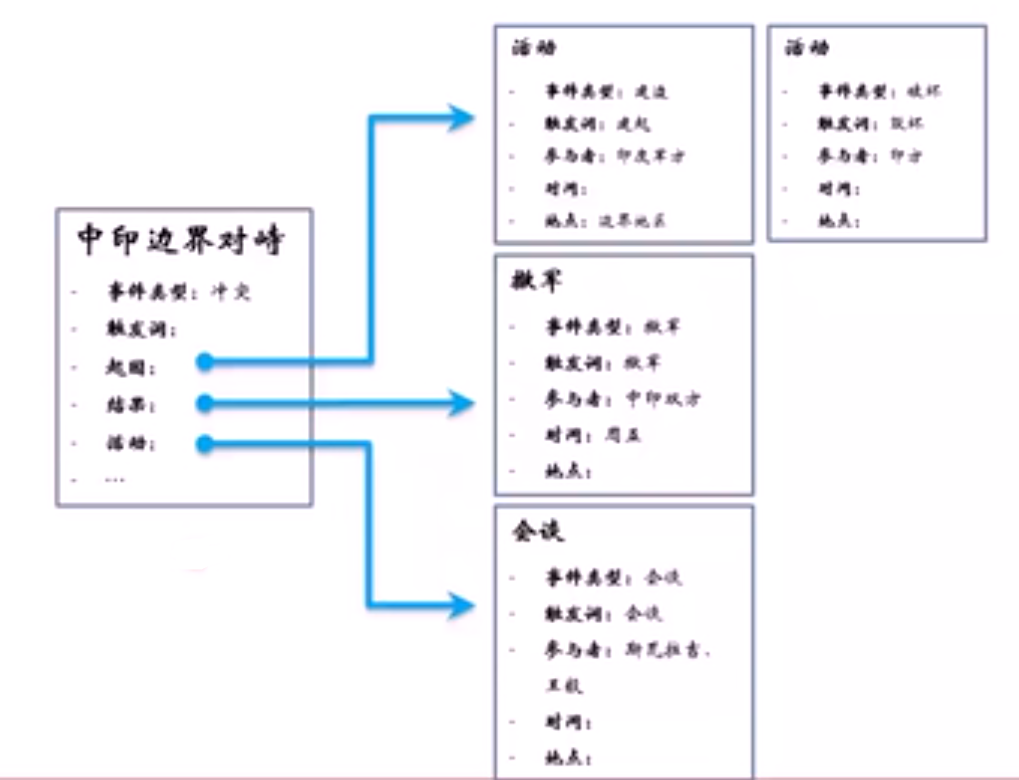 中印边界对峙
- 事件类型：冲突
- 触发词：
- 起因：
- 结果：
- 活动：
- ...
活动
- 事件类型：建造
- 触发词：建起
- 参与者：印度军方
- 时间：
- 地点：边界地区
活动
- 事件类型：破坏
- 触发词：毁坏
- 参与者：印方
- 时间：
- 地点：
撤军
- 事件类型：撤军
- 触发词：撤军
- 参与者：中印双方
- 时间：周五
- 地点：
会谈
- 事件类型：会谈
- 触发词：会谈
- 参与者：斯瓦拉吉、
王毅
- 时间：
- 地点：